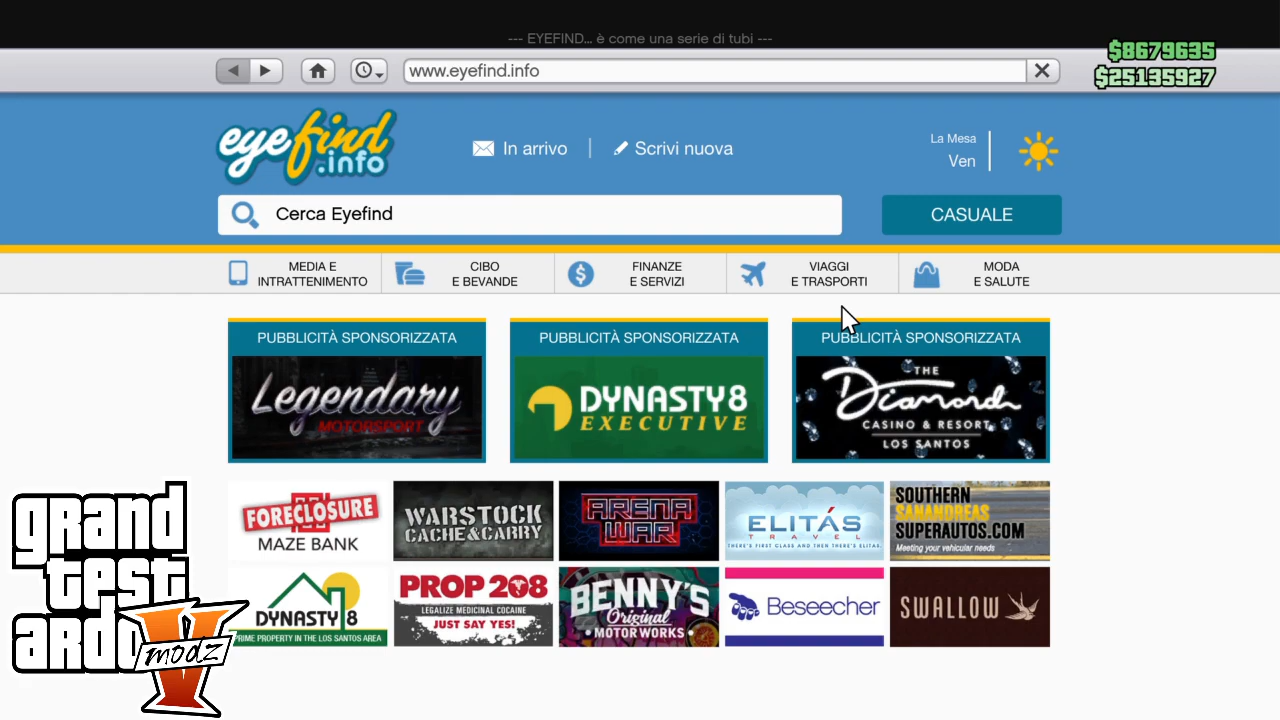 --- EYEFIND... è come una serie di tubi ---
$8679635
www.eyefind.info
$25135927
eyefind
.info
In arrivo
Scrivi nuova
La Mesa
Ven
Cerca Eyefind
CASUALE
MEDIA E
INTRATTENIMENTO
CIBO
E BEVANDE
FINANZE
E SERVIZI
VIAGGI
E TRASPORTI
MODA
E SALUTE
PUBBLICITÀ SPONSORIZZATA
Legendary
MOTORSPORT
PUBBLICITÀ SPONSORIZZATA
DYNASTY8
EXECUTIVE
PUBBLICITÀ SPONSORIZZATA
THE
Diamond
CASINO & RESORT
LOS SANTOS
FORECLOSURE
MAZE BANK
WARSTOCK
CACHE&CARRY
ARENA
WAR
ELITÁS
TRAVEL
THERE'S FIRST CLASS AND THEN THERE'S ELITAS
SOUTHERN
SANANDREAS
SUPERAUTOS.COM
Meeting your vehicular needs
DYNASTY 8
PRIME PROPERTY IN THE LOS SANTOS AREA
PROP 208
LEGALIZE MEDICINAL COCAINE
JUST SAY YES!
BENNY'S
Original
MOTOR WORKS
Beseecher
SWALLOW
grand
test
ardo
V
modz